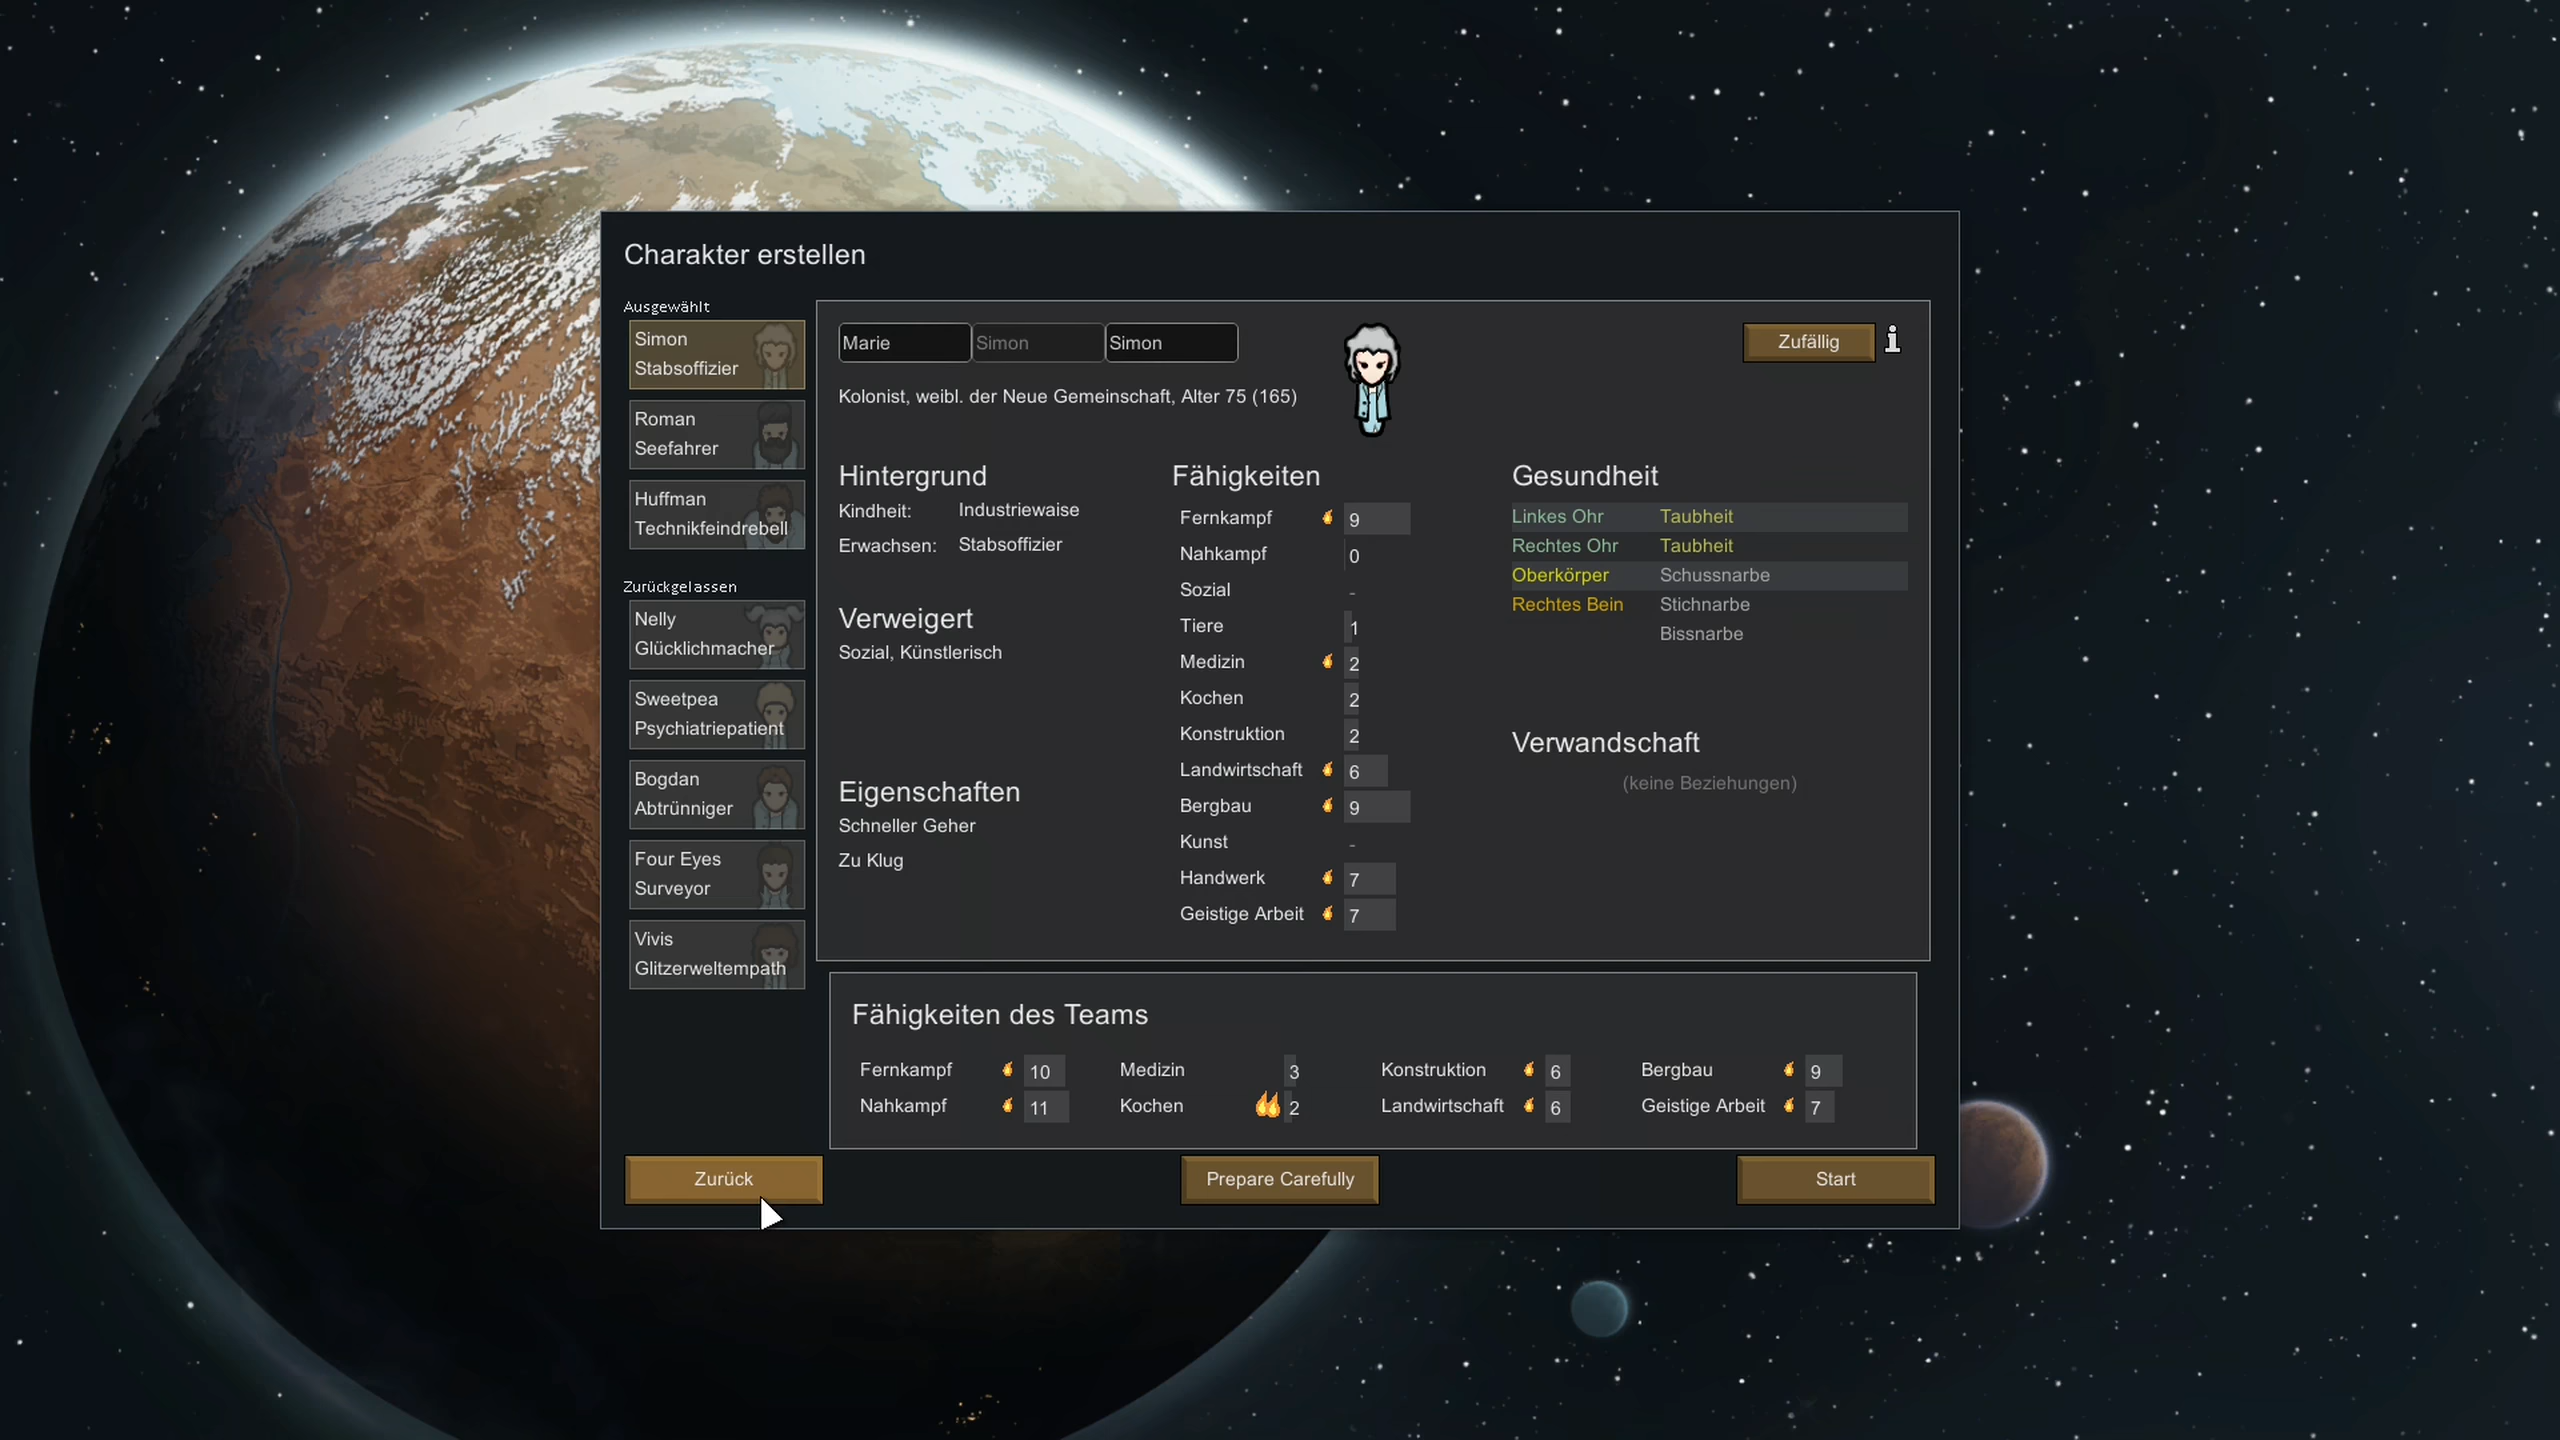 Charakter erstellen
Ausgewählt
Simon
Stabsoffizier
Roman
Seefahrer
Huffman
Technikfeindrebell
Zurückgelassen
Nelly
Glücklichmacher
Sweetpea
Psychiatriepatient
Bogdan
Abtrünniger
Four Eyes
Surveyor
Vivis
Glitzerweltempath
Marie Simon Simon
Zufällig
Kolonist, weibl. der Neue Gemeinschaft, Alter 75 (165)
Hintergrund
Kindheit: Industriewaise
Erwachsen: Stabsoffizier
Verweigert
Sozial, Künstlerisch
Eigenschaften
Schneller Geher
Zu Klug
Fähigkeiten
Fernkampf 9
Nahkampf 0
Sozial -
Tiere 1
Medizin 2
Kochen 2
Konstruktion 2
Landwirtschaft 6
Bergbau 9
Kunst -
Handwerk 7
Geistige Arbeit 7
Gesundheit
Linkes Ohr Taubheit
Rechtes Ohr Taubheit
Oberkörper Schussnarbe
Rechtes Bein Stichnarbe
Bissnarbe
Verwandschaft
(keine Beziehungen)
Fähigkeiten des Teams
Fernkampf 10 Medizin 3 Konstruktion 6 Bergbau 9
Nahkampf 11 Kochen 2 Landwirtschaft 6 Geistige Arbeit 7
Zurück Prepare Carefully Start